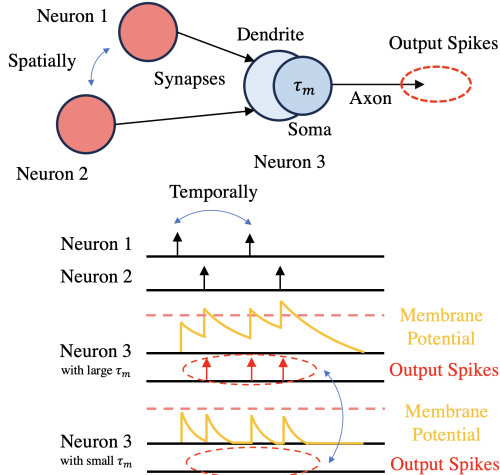 Neuron 1
Dendrite
Output Spikes
Spatially
Synapses
τm
Axon
Soma
Neuron 2
Neuron 3
Temporally
Neuron 1
Neuron 2
Membrane
Potential
Neuron 3
with large τm
Output Spikes
Membrane
Potential
Neuron 3
with small τm
Output Spikes